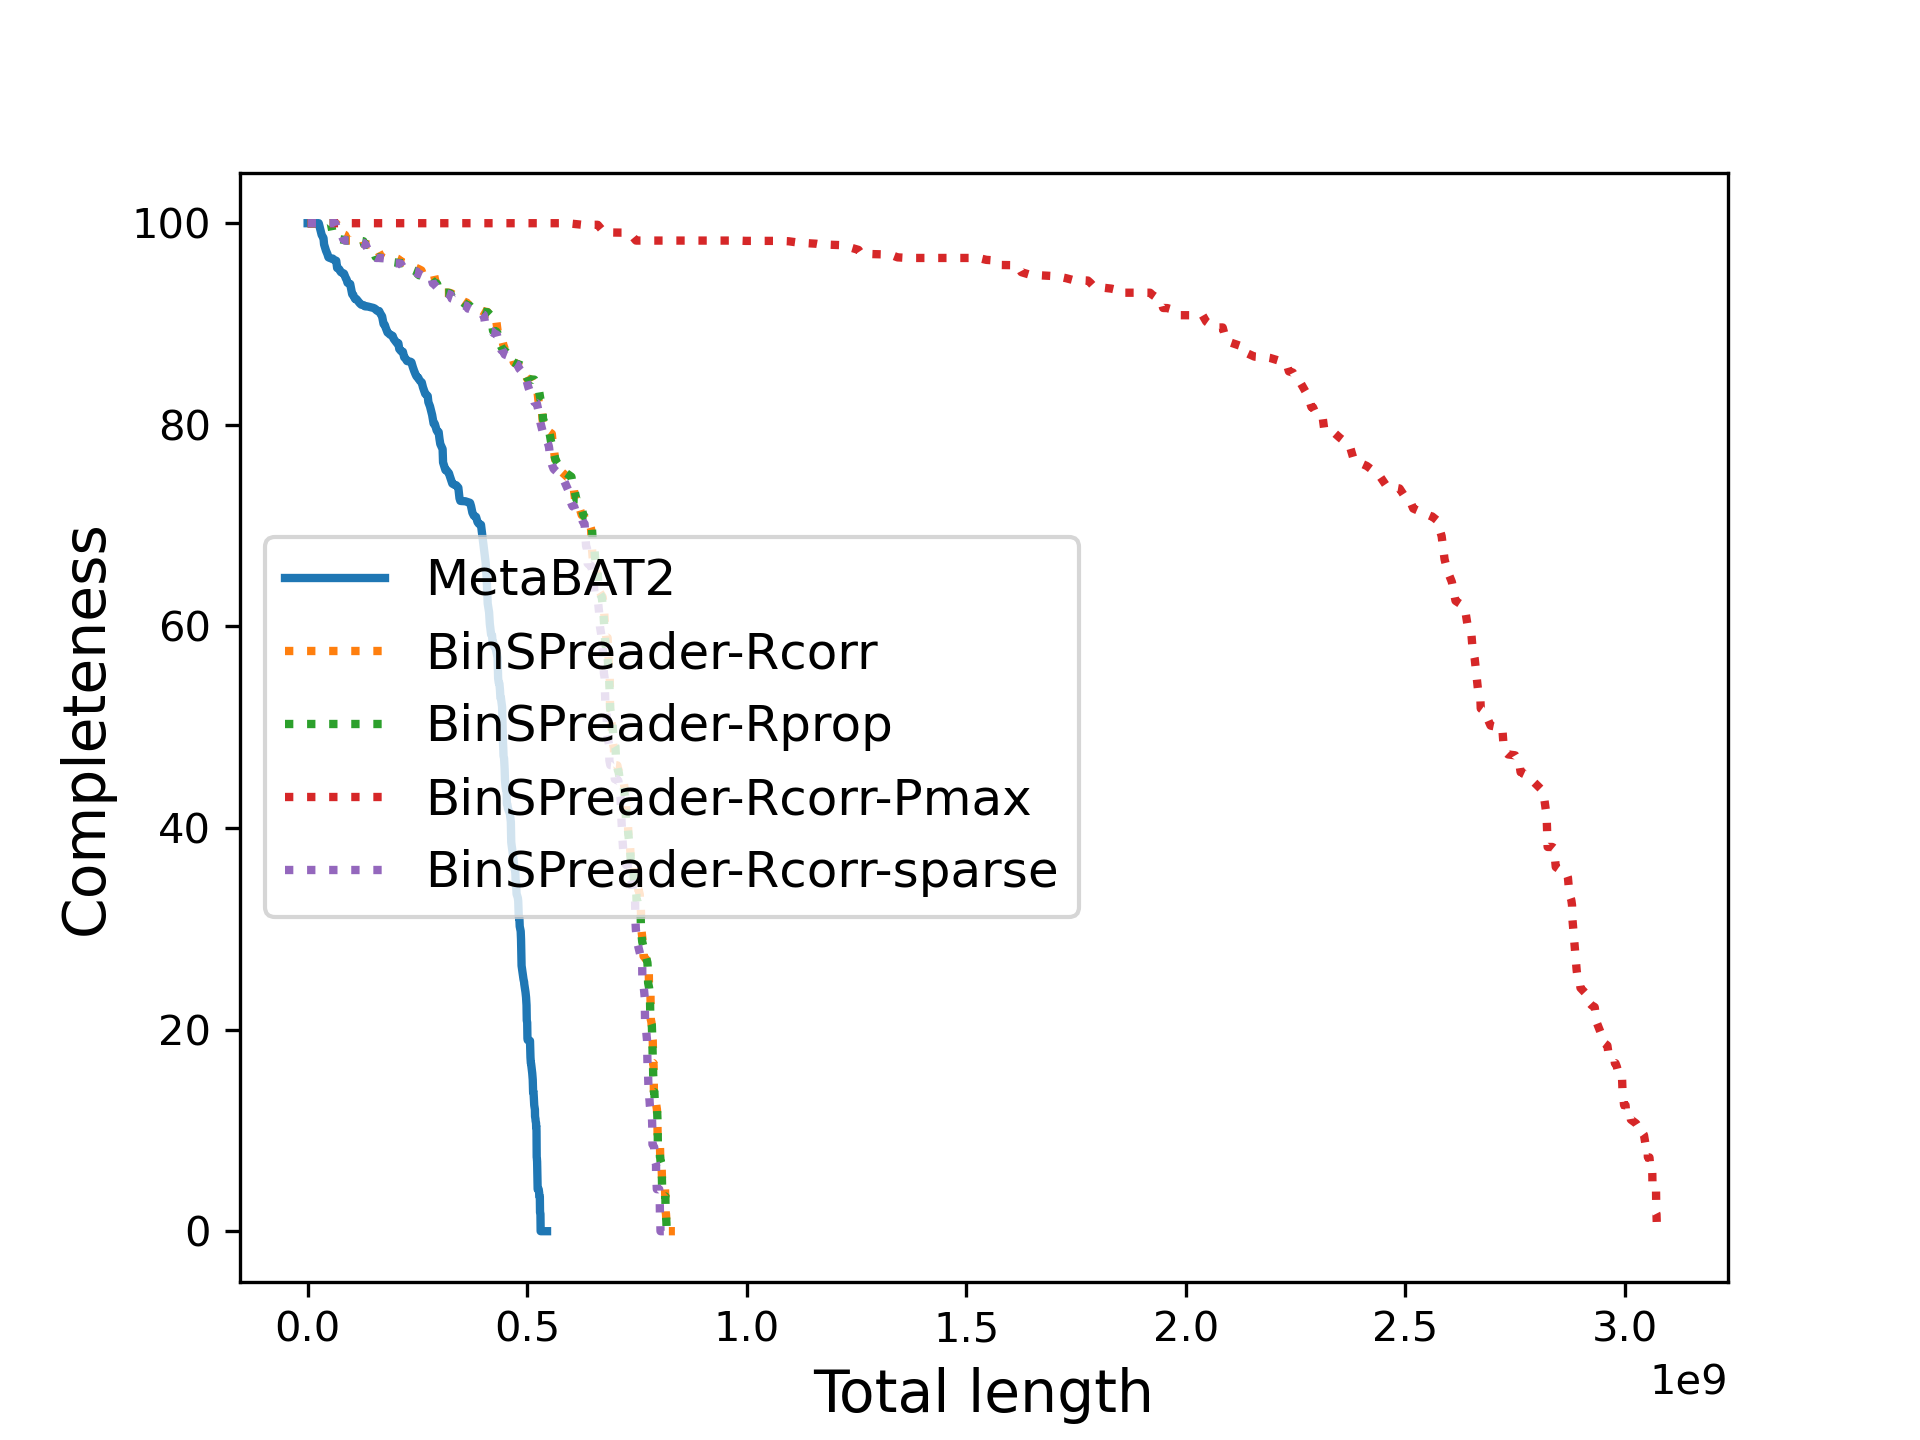 100
80
60
40
20
0
Completeness
MetaBAT2
BinSPreader-Rcorr
BinSPreader-Rprop
BinSPreader-Rcorr-Pmax
BinSPreader-Rcorr-sparse
0.0 0.5 1.0 1.5 2.0 2.5 3.0
1e9
Total length